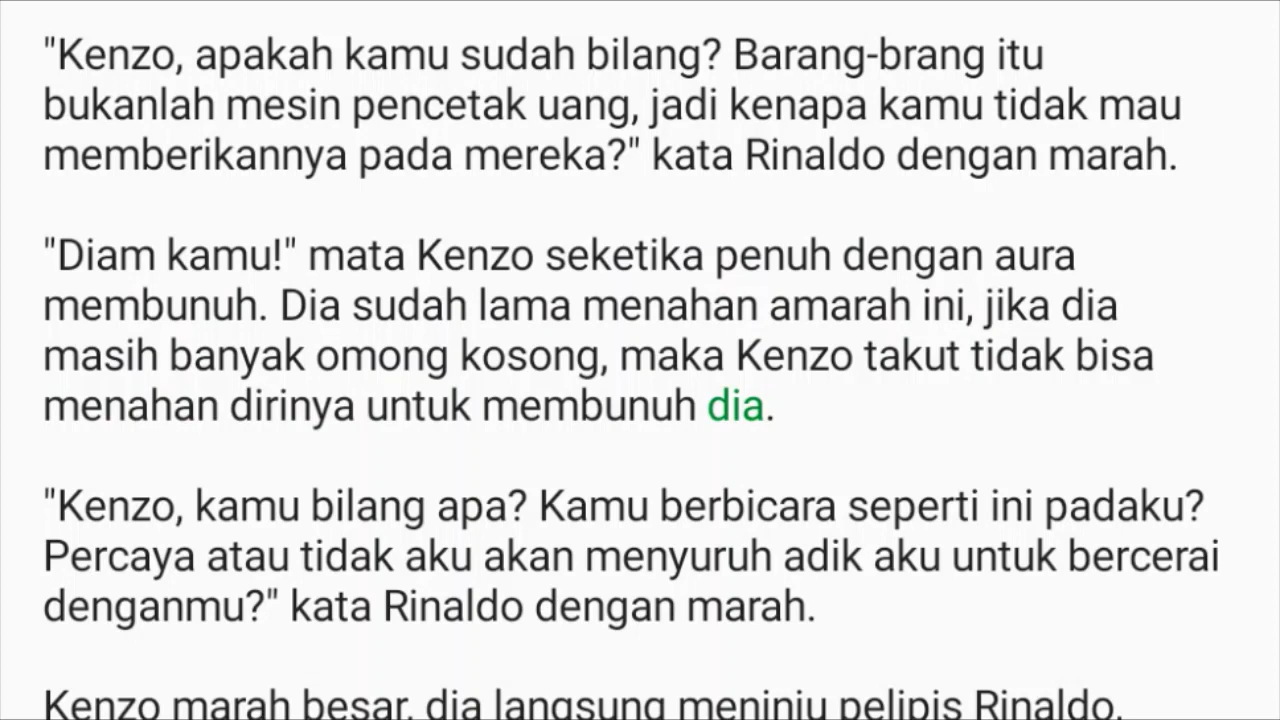 "Kenzo, apakah kamu sudah bilang? Barang-brang itu
bukanlah mesin pencetak uang, jadi kenapa kamu tidak mau
memberikannya pada mereka?" kata Rinaldo dengan marah.
"Diam kamu!" mata Kenzo seketika penuh dengan aura
membunuh. Dia sudah lama menahan amarah ini, jika dia
masih banyak omong kosong, maka Kenzo takut tidak bisa
menahan dirinya untuk membunuh dia.
"Kenzo, kamu bilang apa? Kamu berbicara seperti ini padaku?
Percaya atau tidak aku akan menyuruh adik aku untuk bercerai
denganmu?" kata Rinaldo dengan marah.
Kenzo marah besar, dia langsung meninju pelipis Rinaldo.